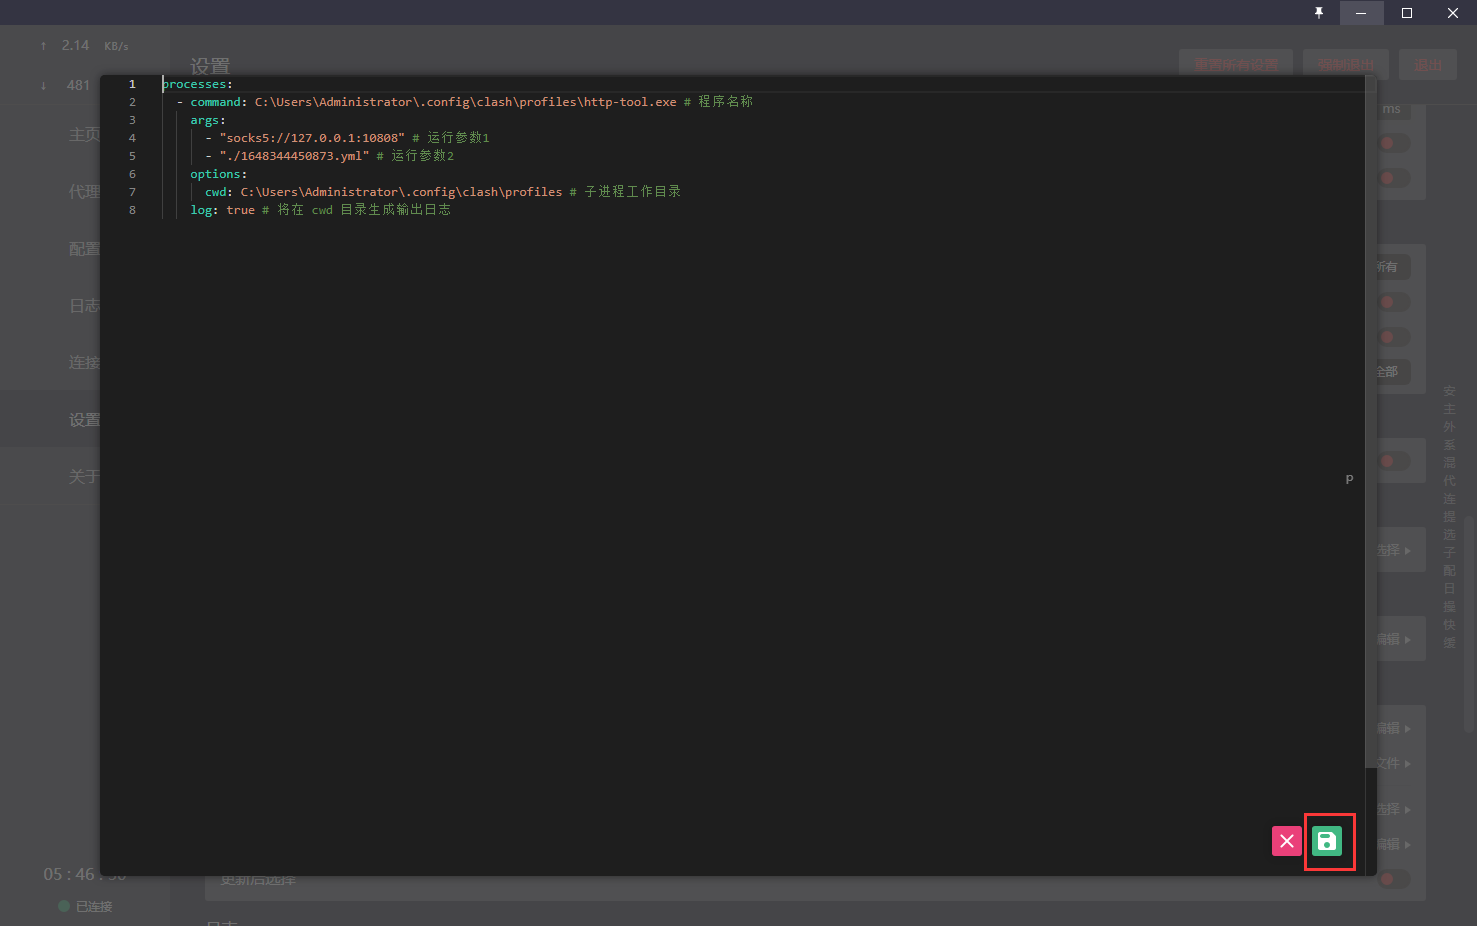 ↑ 2.14 KB/s
↓ 481
主页
代理
配置
日志
连接
设置
关于
05 : 46 :
已连接
设置
重置所有设置 强制退出 退出
1 processes:
2 - command: C:\Users\Administrator\.config\clash\profiles\http-tool.exe # 程序名称
3 args:
4 - "socks5://127.0.0.1:10808" # 运行参数1
5 - "./1648344450873.yml" # 运行参数2
6 options:
7 cwd: C:\Users\Administrator\.config\clash\profiles # 子进程工作目录
8 log: true # 将在 cwd 目录生成输出日志
p
ms
所有
全部
选择
编辑
编辑
文件
选择
编辑
更新后选择
安
主
外
系
混
代
连
提
选
子
配
日
撞
快
缓